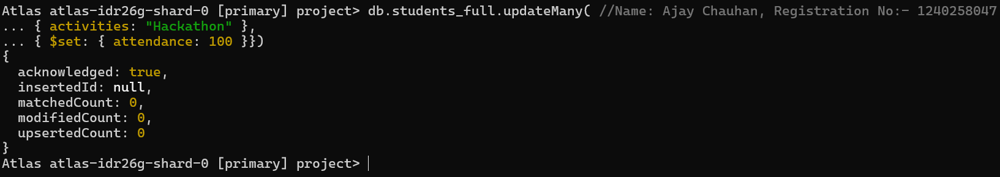 Atlas atlas-idr26g-shard-0 [primary] project> db.students_full.updateMany( //Name: Ajay Chauhan, Registration No:- 1240258047
... { activities: "Hackathon" },
... { $set: { attendance: 100 }})
{
  acknowledged: true,
  insertedId: null,
  matchedCount: 0,
  modifiedCount: 0,
  upsertedCount: 0
}
Atlas atlas-idr26g-shard-0 [primary] project>